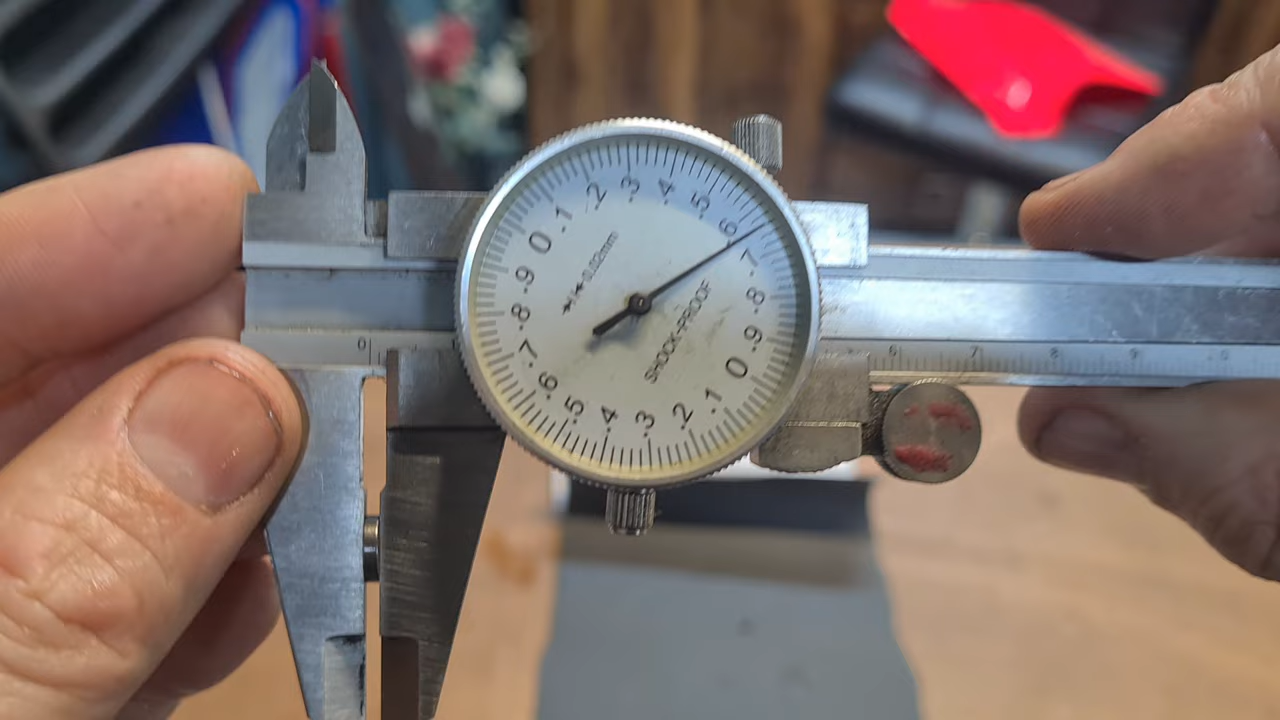 0 .1 .2 .3 .4 .5 .6 .7 .8 .9 0 .1 .2 .3 .4 .5 .6 .7 .8 .9
0.02mm
SHOCK-PROOF
0
6 7 8 9